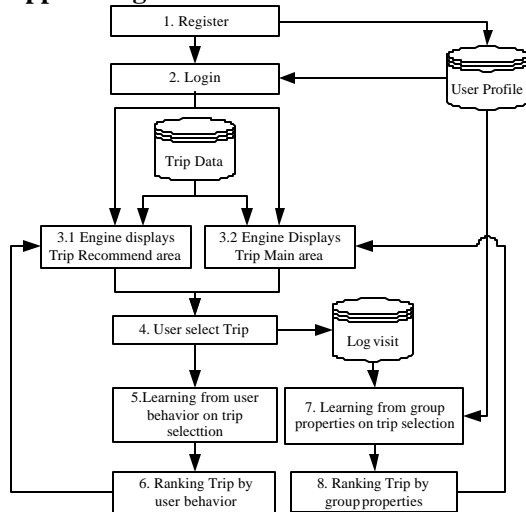 1. Register
2. Login
User Profile
Trip Data
3.1 Engine displays
Trip Recommend area
3.2 Engine Displays
Trip Main area
4. User select Trip
Log visit
5.Learning from user
behavior on trip
selecttion
7. Learning from group
properties on trip selection
6. Ranking Trip by
user behavior
8. Ranking Trip by
group properties